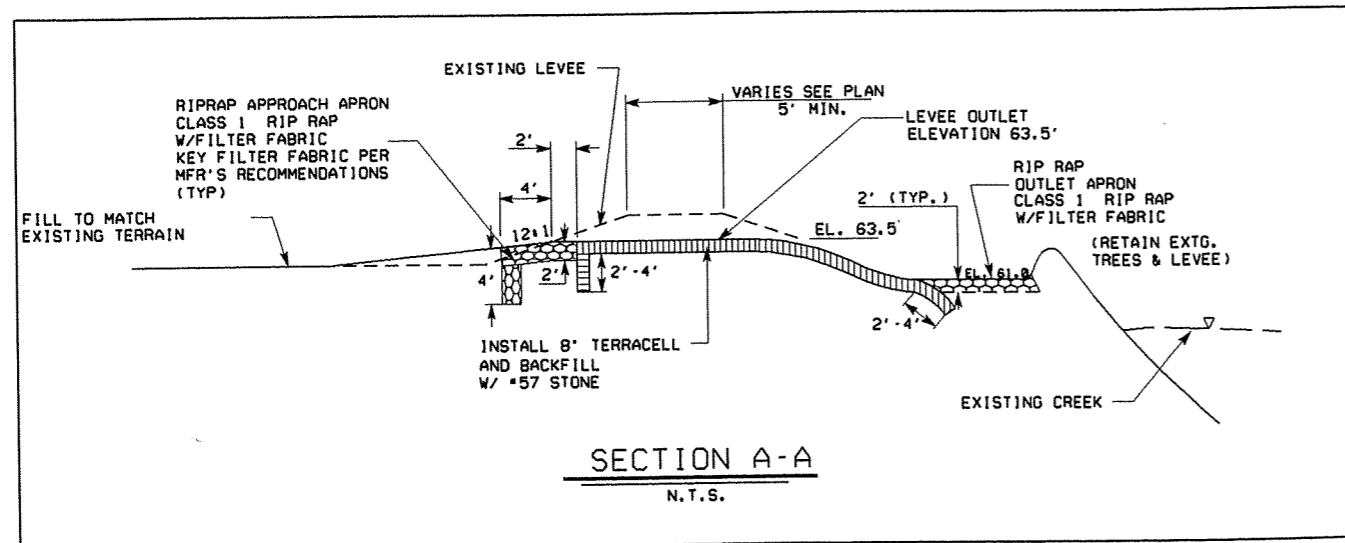 EXISTING LEVEE
RIPRAP APPROACH APRON
CLASS 1 RIP RAP
W/FILTER FABRIC
KEY FILTER FABRIC PER
MFR'S RECOMMENDATIONS
(TYP)
VARIES SEE PLAN
5' MIN.
LEVEE OUTLET
ELEVATION 63.5'
2'
4'
RIP RAP
OUTLET APRON
CLASS 1 RIP RAP
W/FILTER FABRIC
2' (TYP.)
(RETAIN EXTG.
TREES & LEVEE)
FILL TO MATCH
EXISTING TERRAIN
12:1
EL. 63.5'
EL. 61.0
4'
2'
2'-4'
2'-4'
INSTALL 8" TERRACELL
AND BACKFILL
W/ #57 STONE
EXISTING CREEK
SECTION A-A
N.T.S.